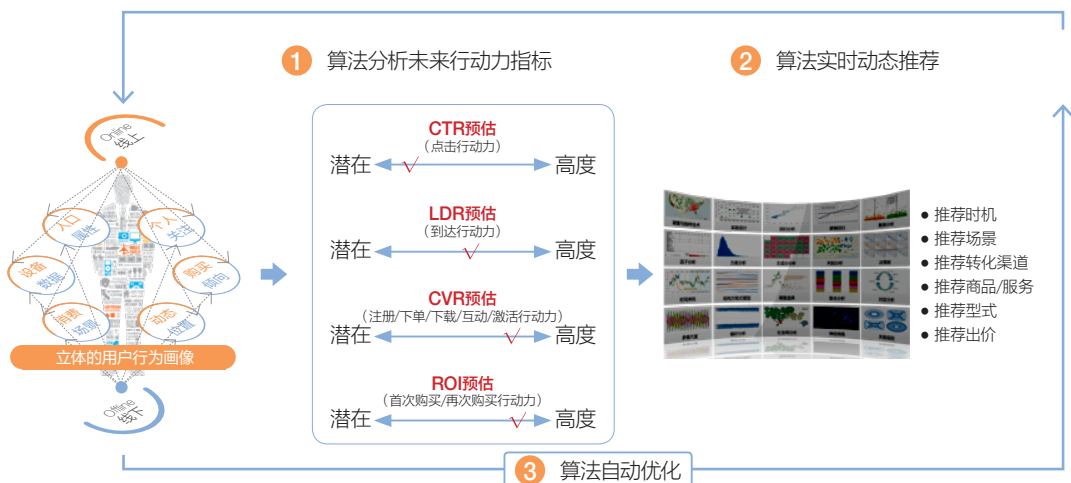 1 算法分析未来行动力指标
2 算法实时动态推荐
Online
线上
人口
属性
个人
关注
设备
数据
购买
倾向
消费
场景
动态
位置
立体的用户行为画像
Offline
线下
CTR预估
(点击行动力)
潜在 高度
LDR预估
(到达行动力)
潜在 高度
CVR预估
(注册/下单/下载/互动/激活行动力)
潜在 高度
ROI预估
(首次购买/再次购买行动力)
潜在 高度
● 推荐时机
● 推荐场景
● 推荐转化渠道
● 推荐商品/服务
● 推荐型式
● 推荐出价
3 算法自动优化